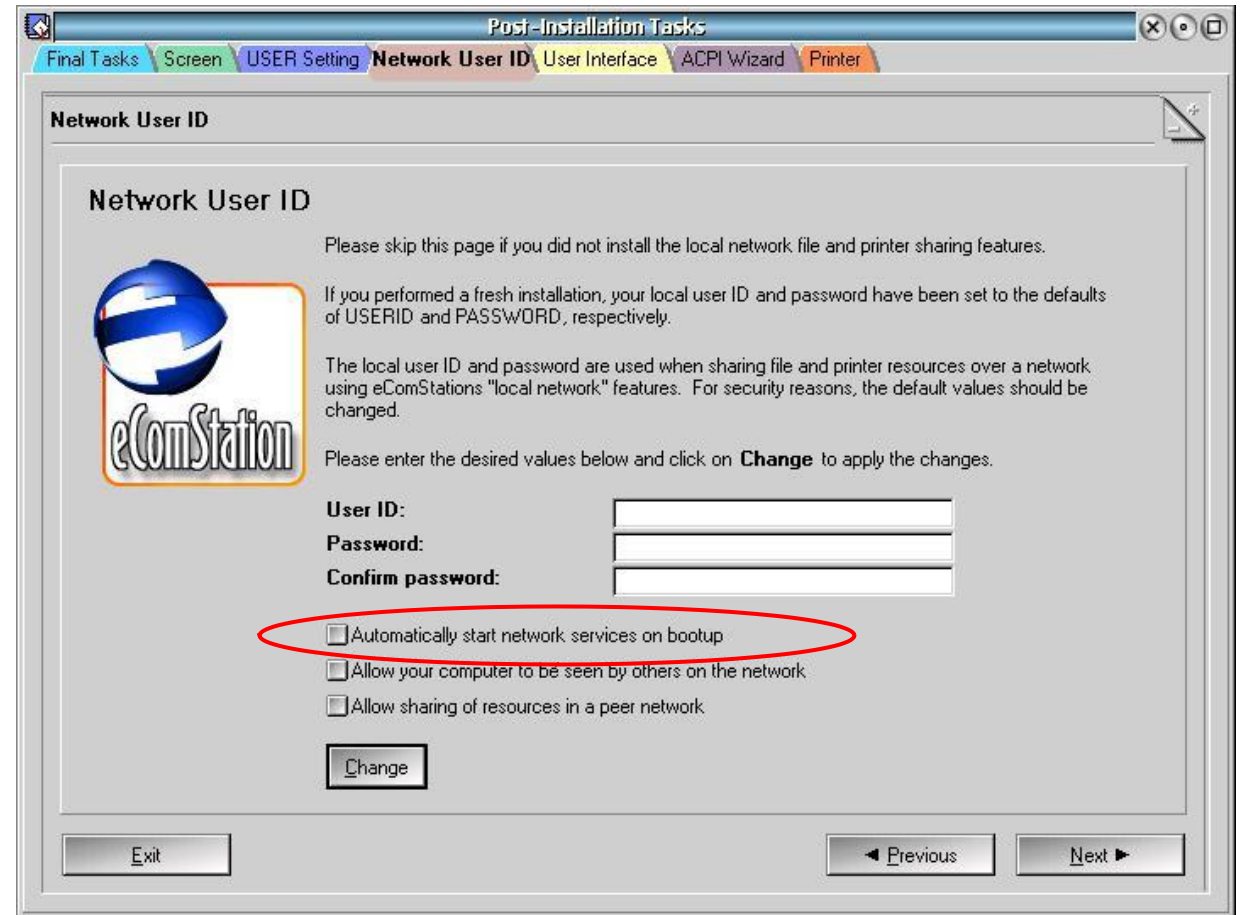 Post-Installation Tasks
Final Tasks Screen USER Setting Network User ID User Interface ACPI Wizard Printer
Network User ID
Network User ID
Please skip this page if you did not install the local network file and printer sharing features.
If you performed a fresh installation, your local user ID and password have been set to the defaults
of USERID and PASSWORD, respectively.
The local user ID and password are used when sharing file and printer resources over a network
using eComStations "local network" features. For security reasons, the default values should be
changed.
eComStation
Please enter the desired values below and click on Change to apply the changes.
User ID:
Password:
Confirm password:
Automatically start network services on bootup
Allow your computer to be seen by others on the network
Allow sharing of resources in a peer network
Change
Exit ◄ Previous Next ►